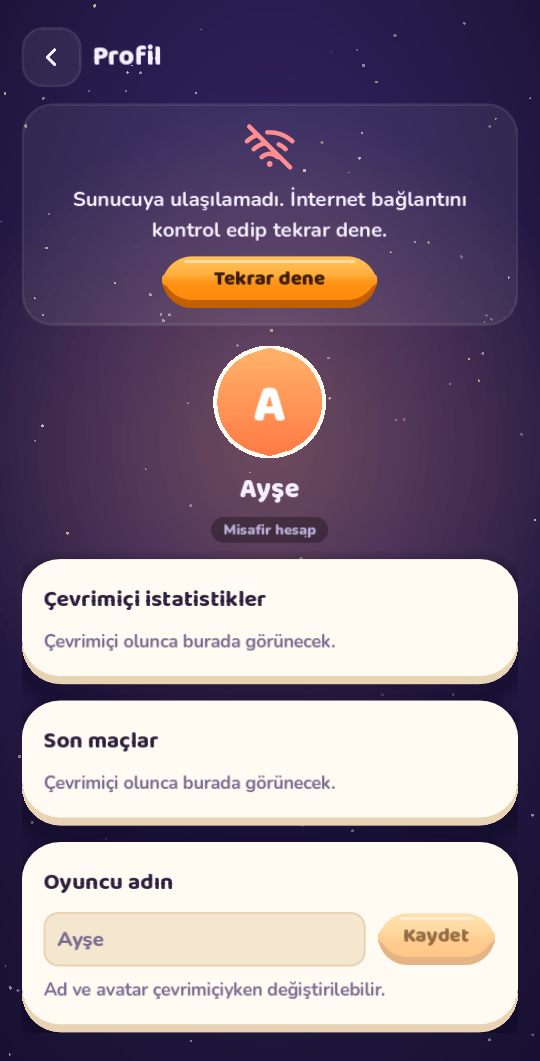 Profil
Sunucuya ulaşılamadı. İnternet bağlantını
kontrol edip tekrar dene.
Tekrar dene
A
Ayşe
Misafir hesap
Çevrimiçi istatistikler
Çevrimiçi olunca burada görünecek.
Son maçlar
Çevrimiçi olunca burada görünecek.
Oyuncu adın
Ayşe
Kaydet
Ad ve avatar çevrimiçiyken değiştirilebilir.